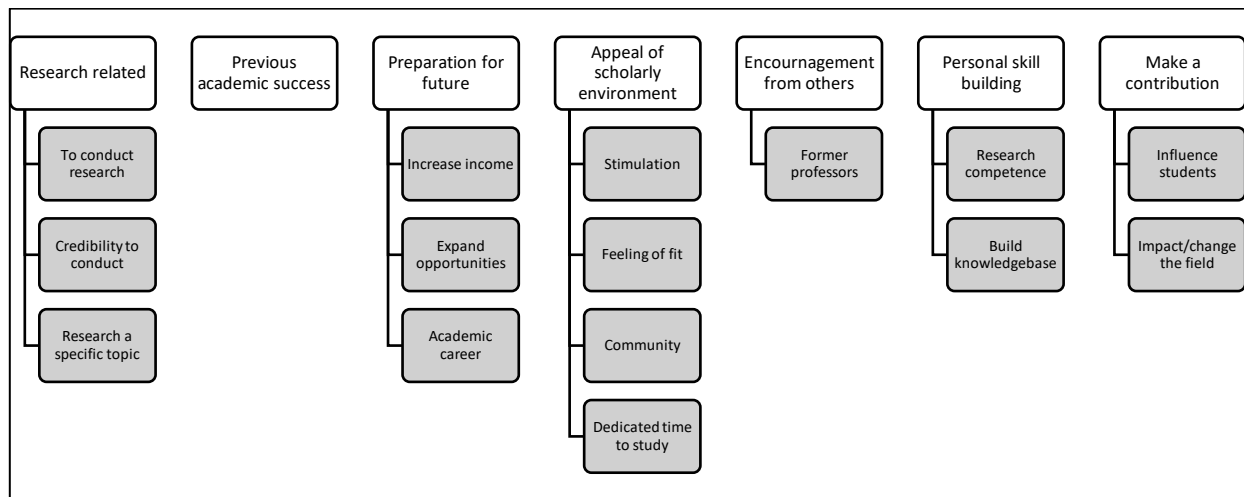 Research related
To conduct
research
Credibility to
conduct
Research a
specific topic
Previous
academic success
Preparation for
future
Increase income
Expand
opportunities
Academic
career
Appeal of
scholarly
environment
Stimulation
Feeling of fit
Community
Dedicated time
to study
Encournagement
from others
Former
professors
Personal skill
building
Research
competence
Build
knowledgebase
Make a
contribution
Influence
students
Impact/change
the field